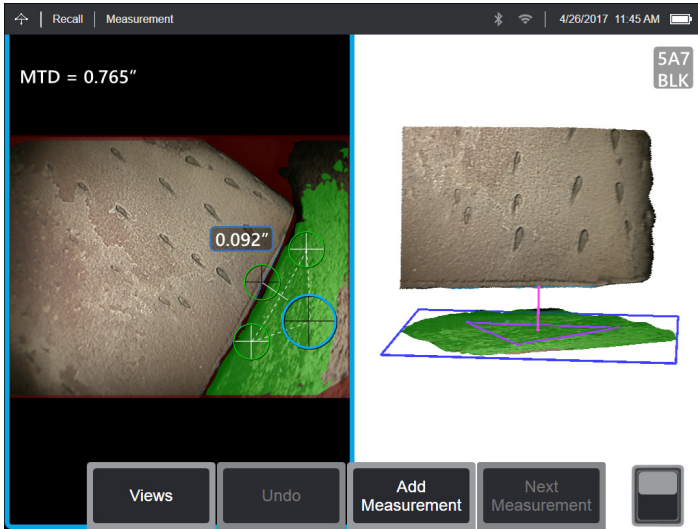 Recall
Measurement
4/26/2017 11:45 AM
MTD = 0.765″
5A7
BLK
0.092″
Views
Undo
Add
Measurement
Next
Measurement